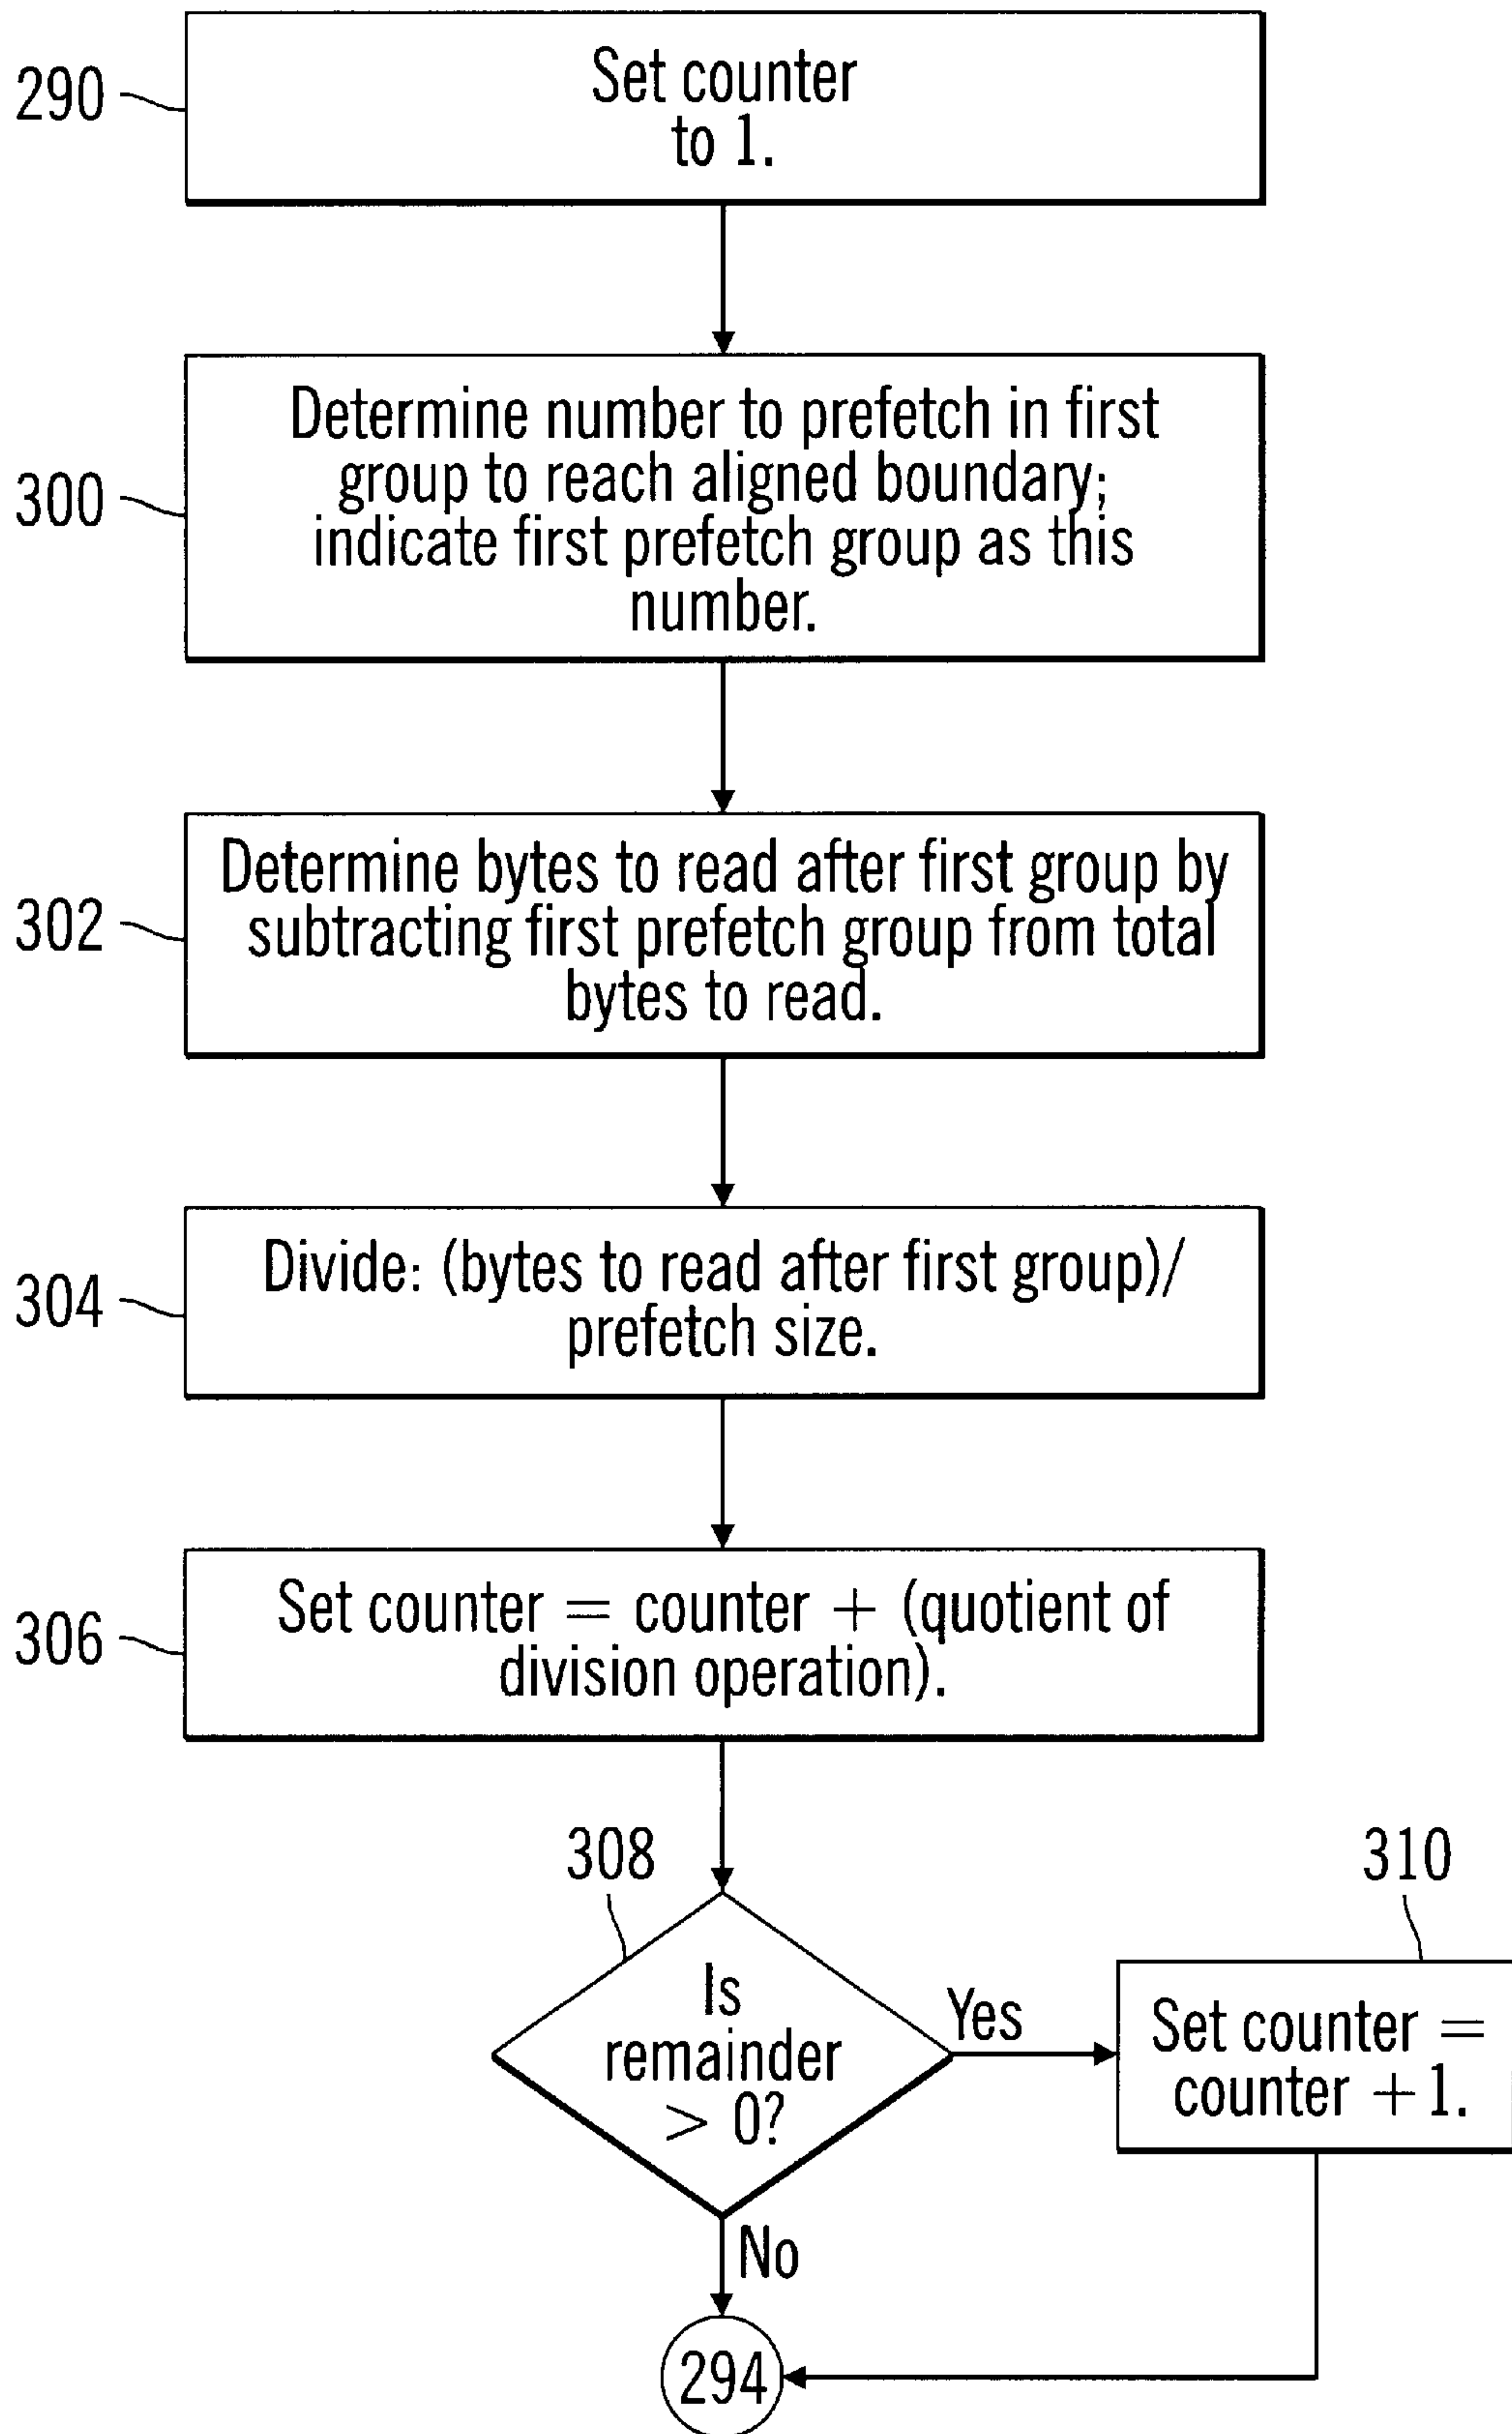 290
Set counter
to 1.
300
Determine number to prefetch in first
group to reach aligned boundary;
indicate first prefetch group as this
number.
302
Determine bytes to read after first group by
subtracting first prefetch group from total
bytes to read.
304
Divide: (bytes to read after first group)/
prefetch size.
306
Set counter = counter + (quotient of
division operation).
308
Is
remainder
> 0?
Yes
310
Set counter =
counter +1.
No
294